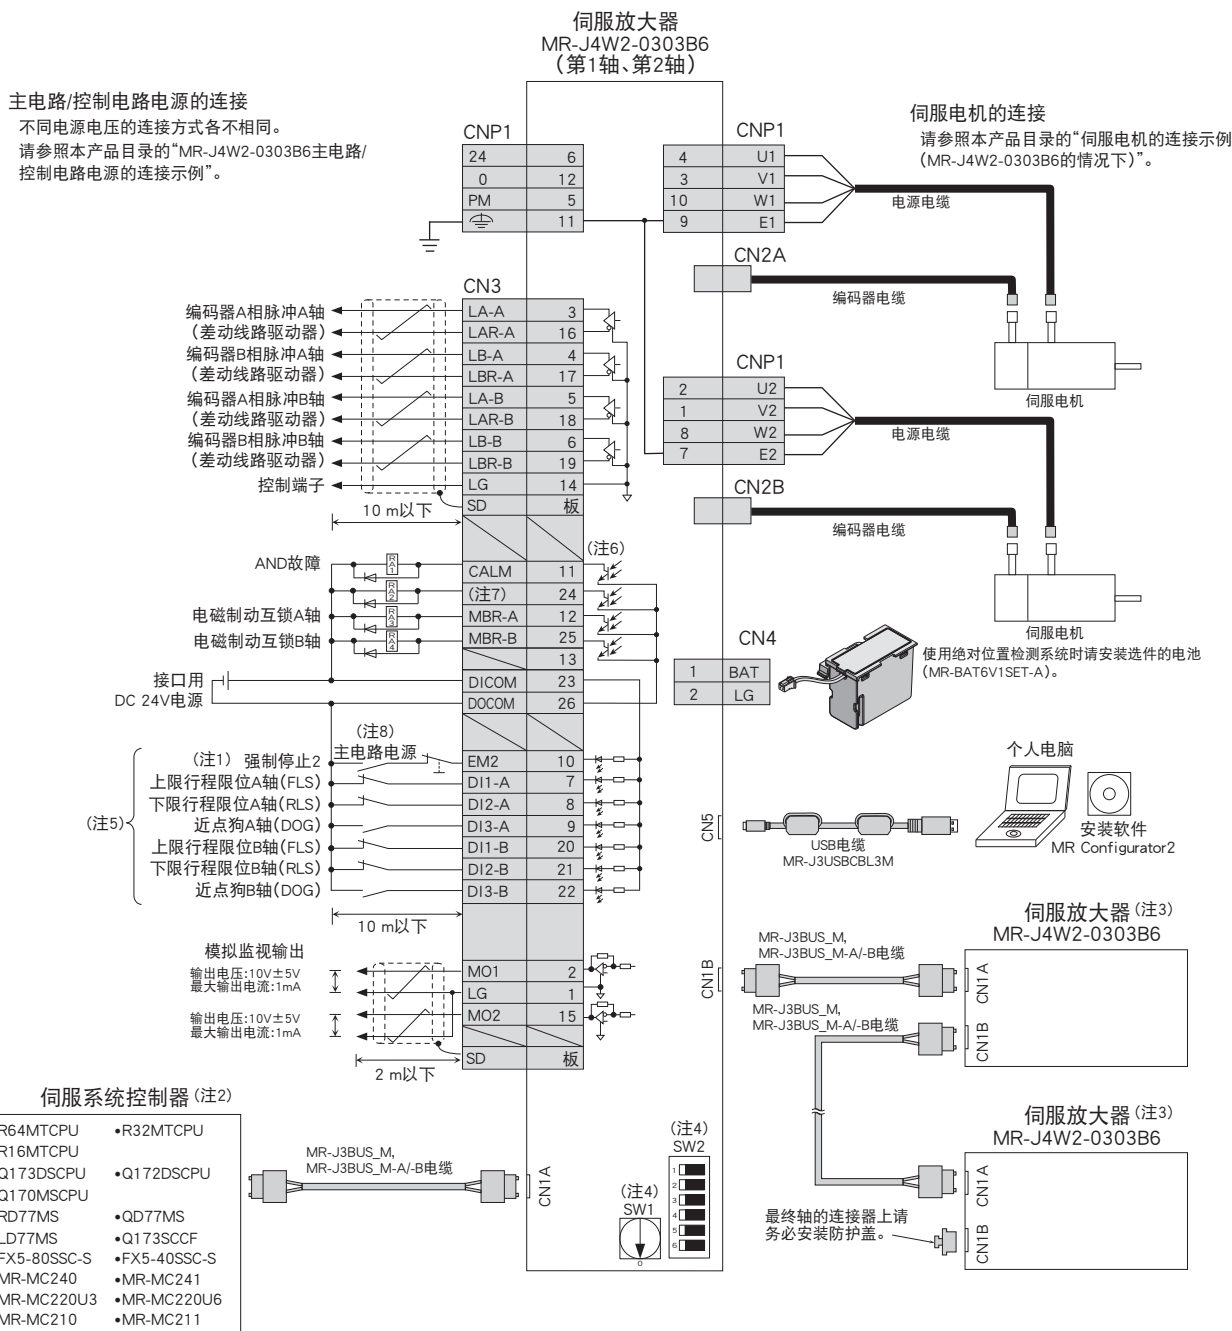 伺服放大器
MR-J4W2-0303B6
（第1轴、第2轴）
主电路/控制电路电源的连接
不同电源电压的连接方式各不相同。
请参照本产品目录的“MR-J4W2-0303B6主电路/
控制电路电源的连接示例”。
伺服电机的连接
请参照本产品目录的“伺服电机的连接示例
（MR-J4W2-0303B6的情况下）”。
CNP1
24 6
0 12
PM 5
11
CNP1
4 U1
3 V1
10 W1
9 E1
电源电缆
CN2A
编码器电缆
伺服电机
CNP1
2 U2
1 V2
8 W2
7 E2
电源电缆
CN2B
编码器电缆
伺服电机
CN3
编码器A相脉冲A轴 LA-A 3
（差动线路驱动器） LAR-A 16
编码器B相脉冲A轴 LB-A 4
（差动线路驱动器） LBR-A 17
编码器A相脉冲B轴 LA-B 5
（差动线路驱动器） LAR-B 18
编码器B相脉冲B轴 LB-B 6
（差动线路驱动器） LBR-B 19
控制端子 LG 14
SD 板
10 m以下
(注6)
AND故障 RA1 CALM 11
RA2 (注7) 24
电磁制动互锁A轴 RA3 MBR-A 12
电磁制动互锁B轴 RA4 MBR-B 25
13
接口用 DICOM 23
DC 24V电源 DOCOM 26
(注8)
主电路电源
(注1) 强制停止2 EM2 10
上限行程限位A轴(FLS) DI1-A 7
下限行程限位A轴(RLS) DI2-A 8
(注5)
近点狗A轴(DOG) DI3-A 9
上限行程限位B轴(FLS) DI1-B 20
下限行程限位B轴(RLS) DI2-B 21
近点狗B轴(DOG) DI3-B 22
10 m以下
模拟监视输出
输出电压:10V±5V
最大输出电流:1mA
MO1 2
LG 1
输出电压:10V±5V
最大输出电流:1mA
MO2 15
SD 板
2 m以下
CN4
1 BAT
2 LG
使用绝对位置检测系统时请安装选件的电池
(MR-BAT6V1SET-A)。
个人电脑
CN5
USB电缆
MR-J3USBCBL3M
安装软件
MR Configurator2
伺服放大器(注3)
MR-J4W2-0303B6
CN1B
MR-J3BUS_M,
MR-J3BUS_M-A/-B电缆
CN1A
MR-J3BUS_M,
MR-J3BUS_M-A/-B电缆
CN1B
伺服放大器(注3)
MR-J4W2-0303B6
CN1A
CN1B
最终轴的连接器上请
务必安装防护盖。
伺服系统控制器(注2)
R64MTCPU •R32MTCPU
R16MTCPU
Q173DSCPU •Q172DSCPU
Q170MSCPU
RD77MS •QD77MS
LD77MS •Q173SCCF
FX5-80SSC-S •FX5-40SSC-S
MR-MC240 •MR-MC241
MR-MC220U3 •MR-MC220U6
MR-MC210 •MR-MC211
MR-J3BUS_M,
MR-J3BUS_M-A/-B电缆
CN1A
(注4)
SW1
0
(注4)
SW2
1
2
3
4
5
6